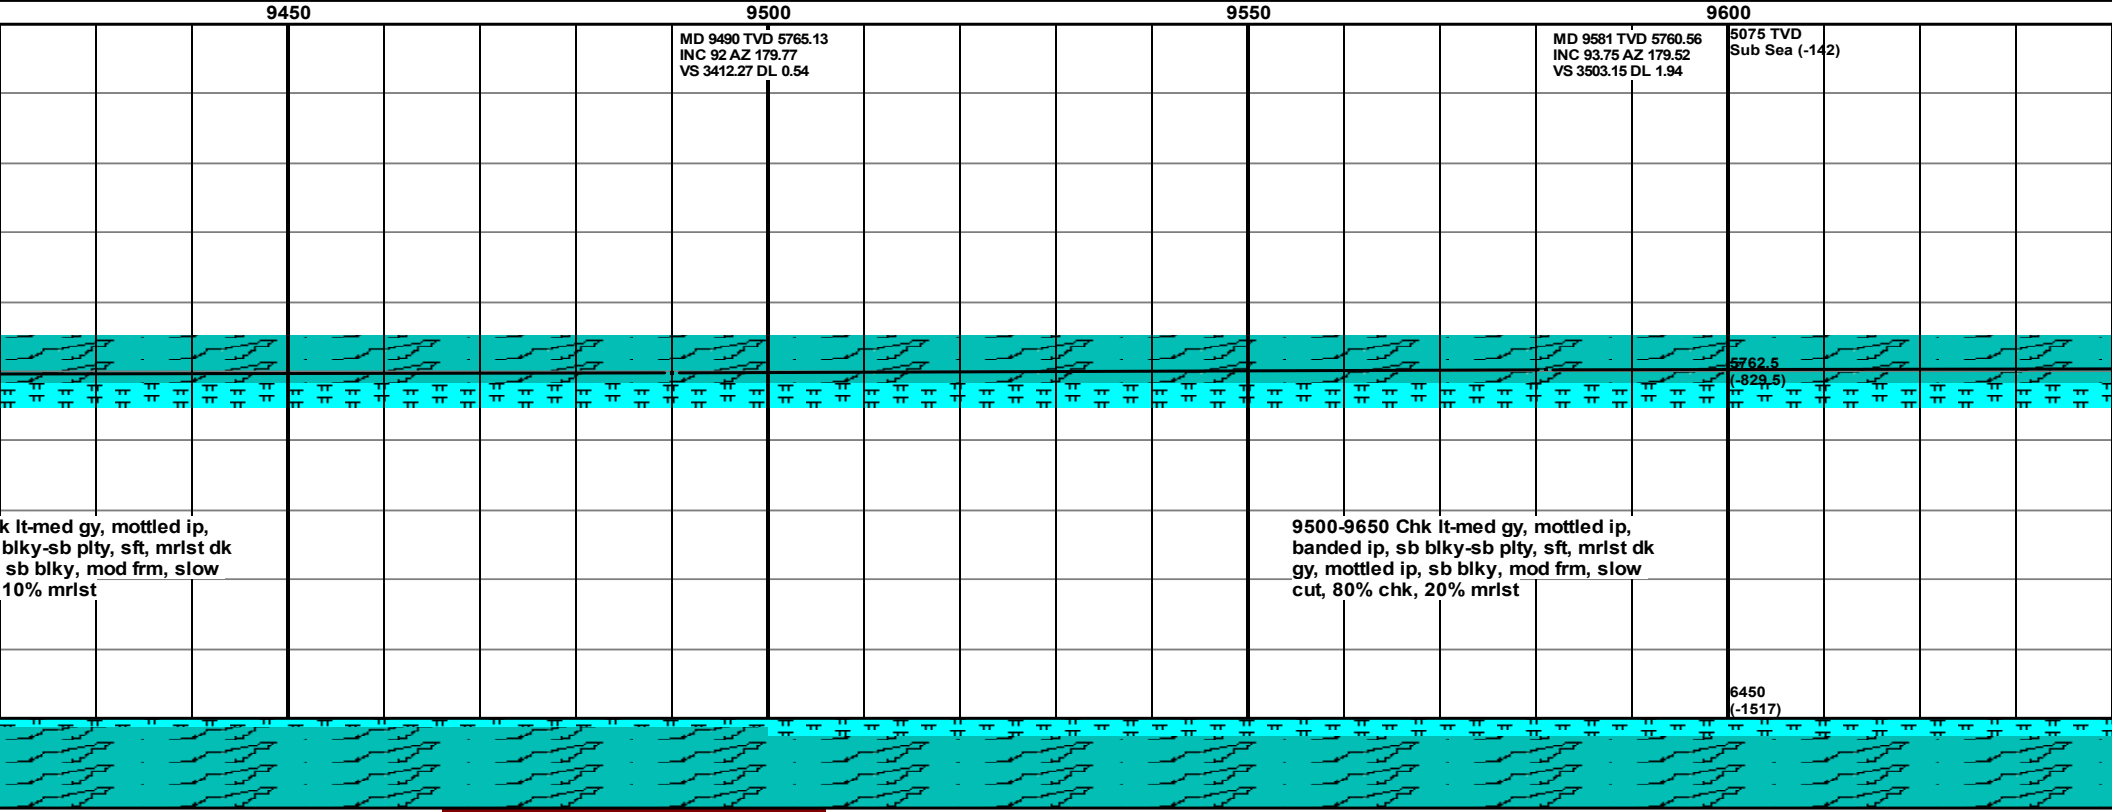 9450
9500
9550
9600
MD 9490 TVD 5765.13
INC 92 AZ 179.77
VS 3412.27 DL 0.54
MD 9581 TVD 5760.56
INC 93.75 AZ 179.52
VS 3503.15 DL 1.94
5075 TVD
Sub Sea (-142)
5762.5
(-829.5)
k lt-med gy, mottled ip,
blky-sb plty, sft, mrlst dk
sb blky, mod frm, slow
10% mrlst
9500-9650 Chk lt-med gy, mottled ip,
banded ip, sb blky-sb plty, sft, mrlst dk
gy, mottled ip, sb blky, mod frm, slow
cut, 80% chk, 20% mrlst
6450
(-1517)